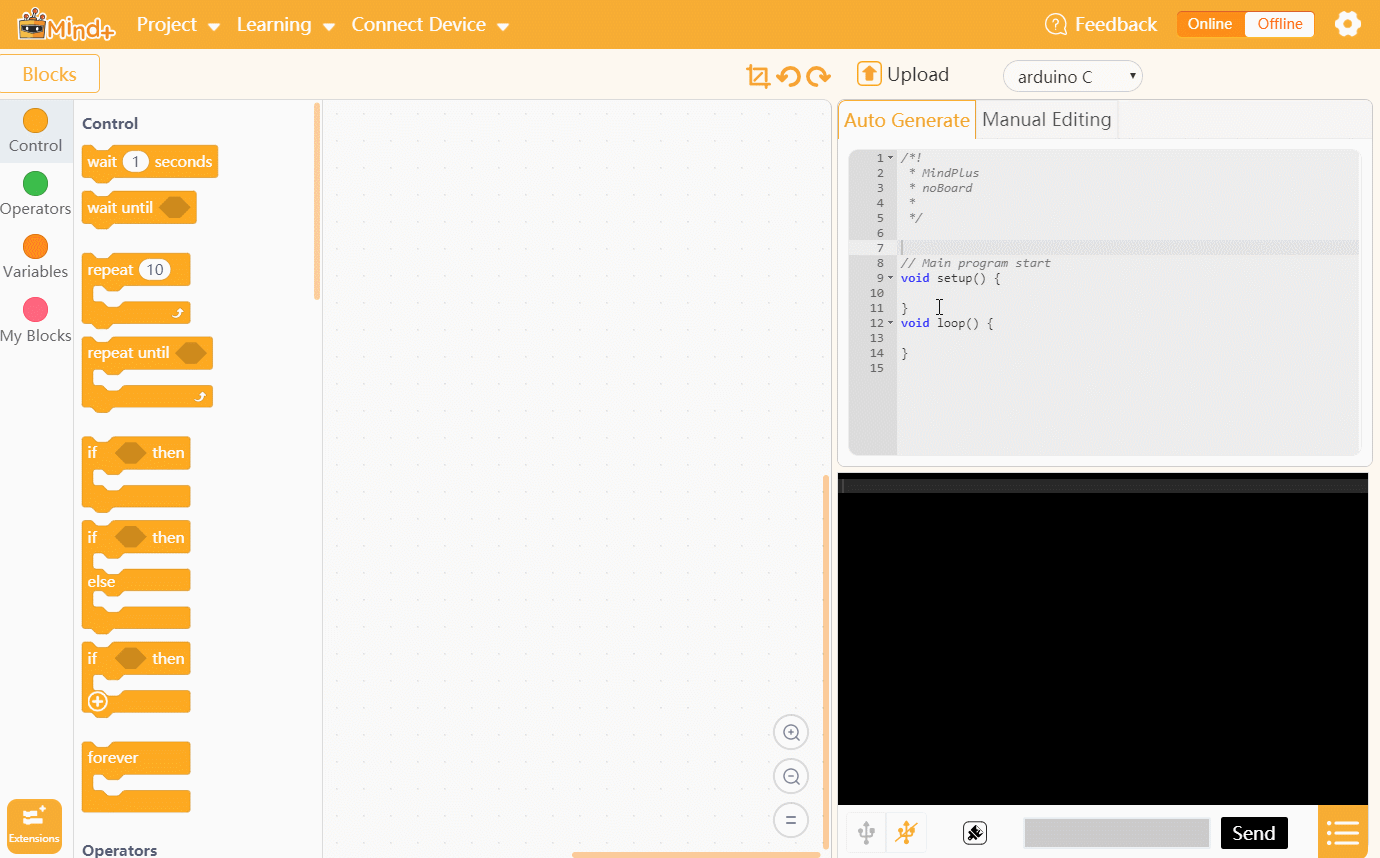 Mind+ Project Learning Connect Device Feedback Online Offline
Blocks Upload arduino C
Control
Operators
Variables
My Blocks
Extensions
Control
wait 1 seconds
wait until
repeat 10
repeat until
if then
if then
else
if then
forever
Operators
Auto Generate Manual Editing
1 /*!
2 * MindPlus
3 * noBoard
4 *
5 */
6
7
8 // Main program start
9 void setup() {
10
11 }
12 void loop() {
13
14 }
15
Send